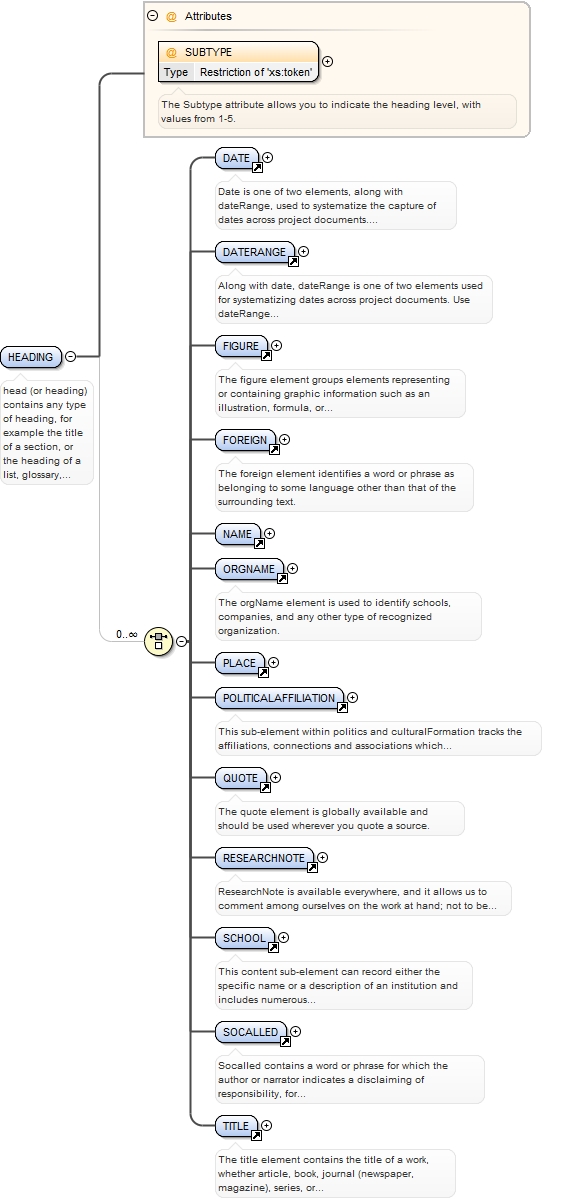 Attributes
SUBTYPE
Type Restriction of 'xs:token'
The Subtype attribute allows you to indicate the heading level, with
values from 1-5.
HEADING
head (or heading)
contains any type
of heading, for
example the title
of a section, or
the heading of a
list, glossary,...
0..∞
DATE
Date is one of two elements, along with
dateRange, used to systematize the capture of
dates across project documents....
DATERANGE
Along with date, dateRange is one of two elements used
for systematizing dates across project documents. Use
dateRange...
FIGURE
The figure element groups elements representing
or containing graphic information such as an
illustration, formula, or...
FOREIGN
The foreign element identifies a word or phrase as
belonging to some language other than that of the
surrounding text.
NAME
ORGNAME
The orgName element is used to identify schools,
companies, and any other type of recognized
organization.
PLACE
POLITICALAFFILIATION
This sub-element within politics and culturalFormation tracks the
affiliations, connections and associations which...
QUOTE
The quote element is globally available and
should be used wherever you quote a source.
RESEARCHNOTE
ResearchNote is available everywhere, and it allows us to
comment among ourselves on the work at hand; not to be...
SCHOOL
This content sub-element can record either the
specific name or a description of an institution and
includes numerous...
SOCALLED
Socalled contains a word or phrase for which the
author or narrator indicates a disclaiming of
responsibility, for...
TITLE
The title element contains the title of a work,
whether article, book, journal (newspaper,
magazine), series, or...